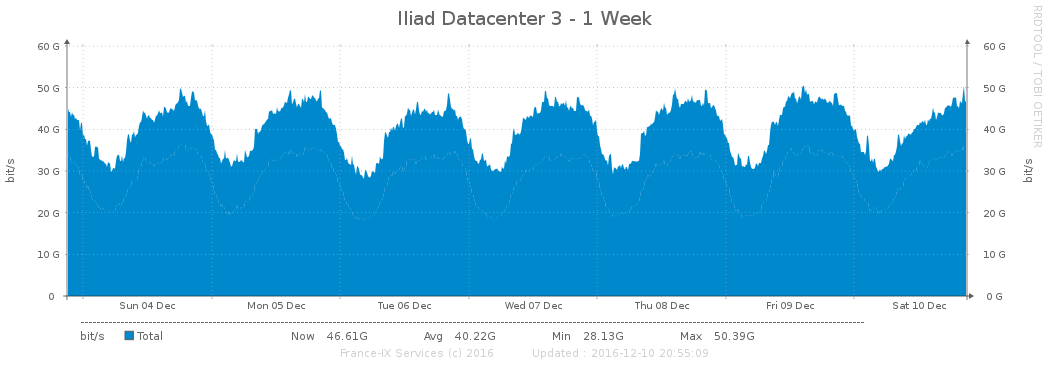 Iliad Datacenter 3 - 1 Week
RRDTOOL / TOBI OETIKER
60 G 60 G
50 G 50 G
40 G 40 G
30 G 30 G
20 G 20 G
10 G 10 G
0 0 G
bit/s bit/s
Sun 04 Dec Mon 05 Dec Tue 06 Dec Wed 07 Dec Thu 08 Dec Fri 09 Dec Sat 10 Dec
bit/s Total Now 46.61G Avg 40.22G Min 28.13G Max 50.39G
France-IX Services (c) 2016 Updated : 2016-12-10 20:55:09